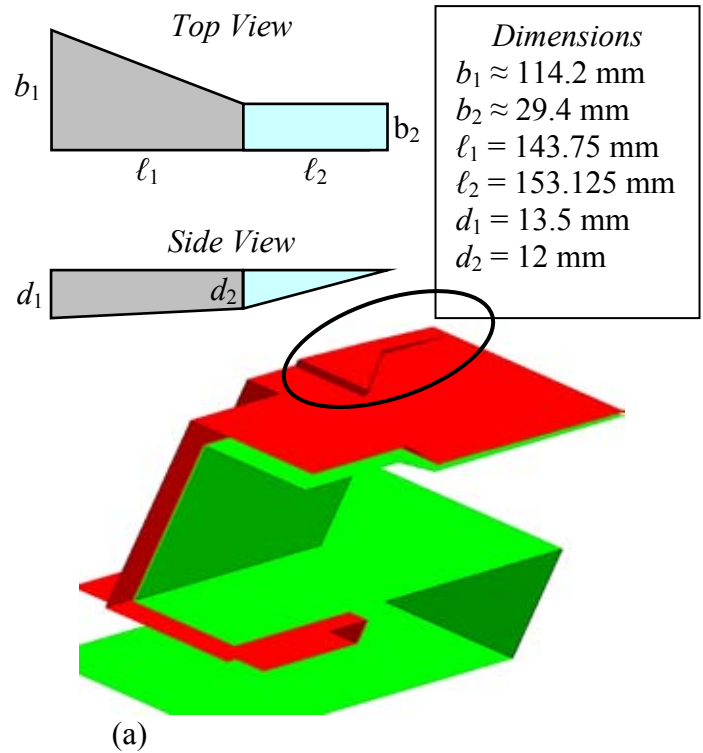 Top View
b₁
b₂
ℓ₁
ℓ₂
Side View
d₁
d₂
Dimensions
b₁ ≈ 114.2 mm
b₂ ≈ 29.4 mm
ℓ₁ = 143.75 mm
ℓ₂ = 153.125 mm
d₁ = 13.5 mm
d₂ = 12 mm
(a)